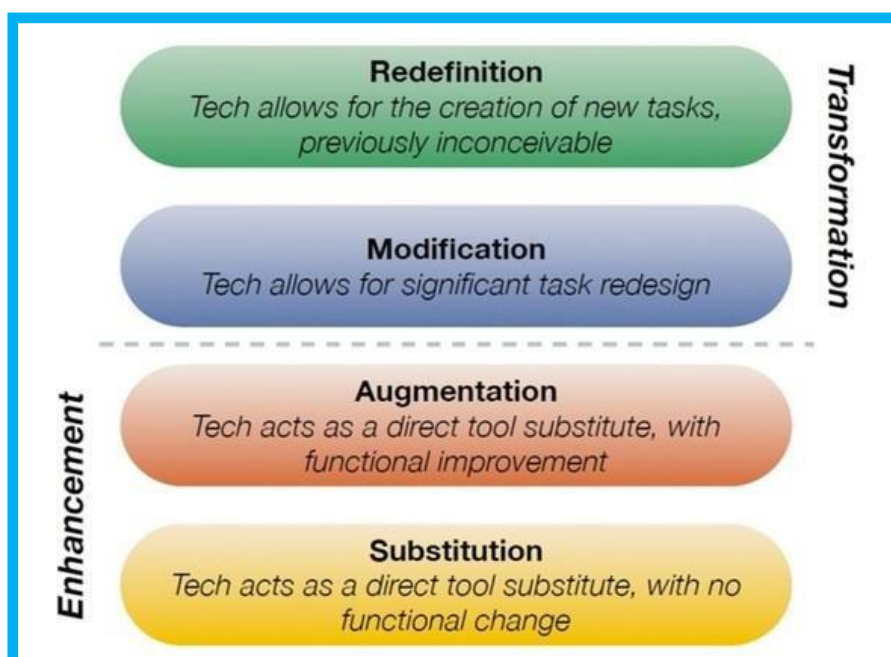 Redefinition
Tech allows for the creation of new tasks,
previously inconceivable
Modification
Tech allows for significant task redesign
Transformation
Augmentation
Tech acts as a direct tool substitute, with
functional improvement
Substitution
Tech acts as a direct tool substitute, with no
functional change
Enhancement